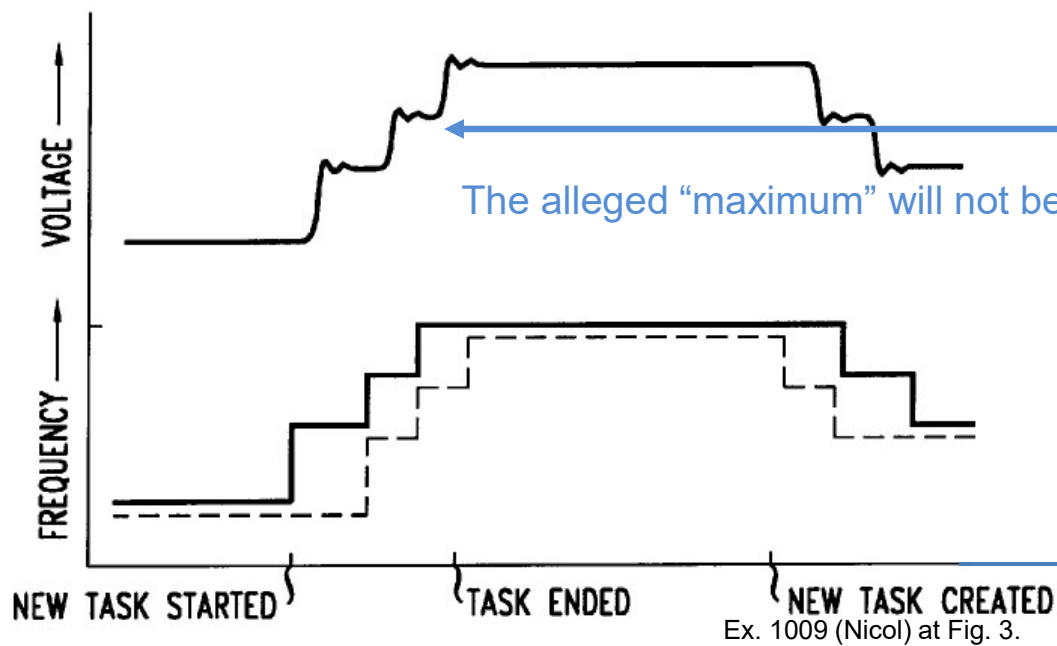 VOLTAGE
The alleged “maximum” will not be
FREQUENCY
NEW TASK STARTED
TASK ENDED
NEW TASK CREATED
Ex. 1009 (Nicol) at Fig. 3.